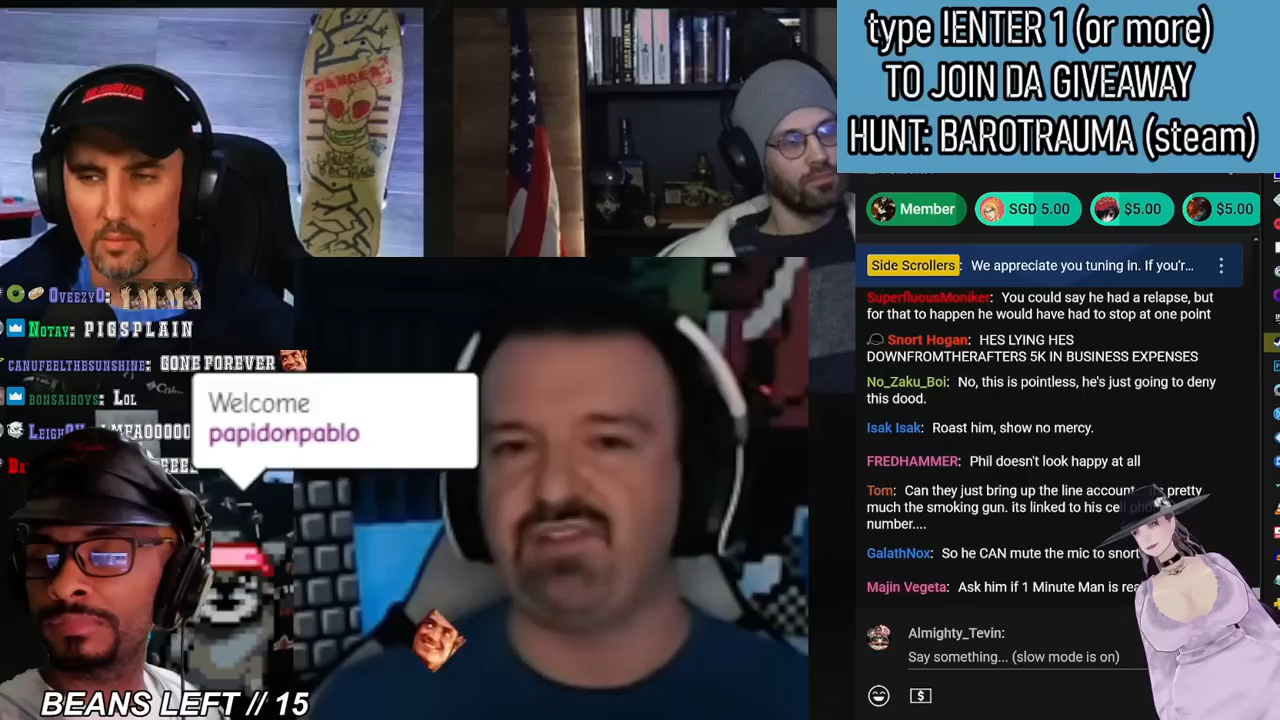 type !ENTER 1 (or more)
TO JOIN DA GIVEAWAY
HUNT: BAROTRAUMA (steam)
DANGER
Member
SGD 5.00
$5.00
$5.00
Side Scrollers: We appreciate you tuning in. If you'r...
SuperfluousMoniker: You could say he had a relapse, but
for that to happen he would have had to stop at one point
Snort Hogan: HES LYING HES
DOWNFROMTHERAFTERS 5K IN BUSINESS EXPENSES
No_Zaku_Boi: No, this is pointless, he's just going to deny
this dood.
Isak Isak: Roast him, show no mercy.
FREDHAMMER: Phil doesn't look happy at all
Tom: Can they just bring up the line account pretty
much the smoking gun. its linked to his cell
number....
GalathNox: So he CAN mute the mic to snort
Majin Vegeta: Ask him if 1 Minute Man is
Almighty_Tevin:
Say something... (slow mode is on)
OveezyO:
Notay: PIGSPLAIN
canufeelthesunshine: GONE FOREVER
bonsaiboys: Lol
Welcome
papidonpablo
BEANS LEFT // 15